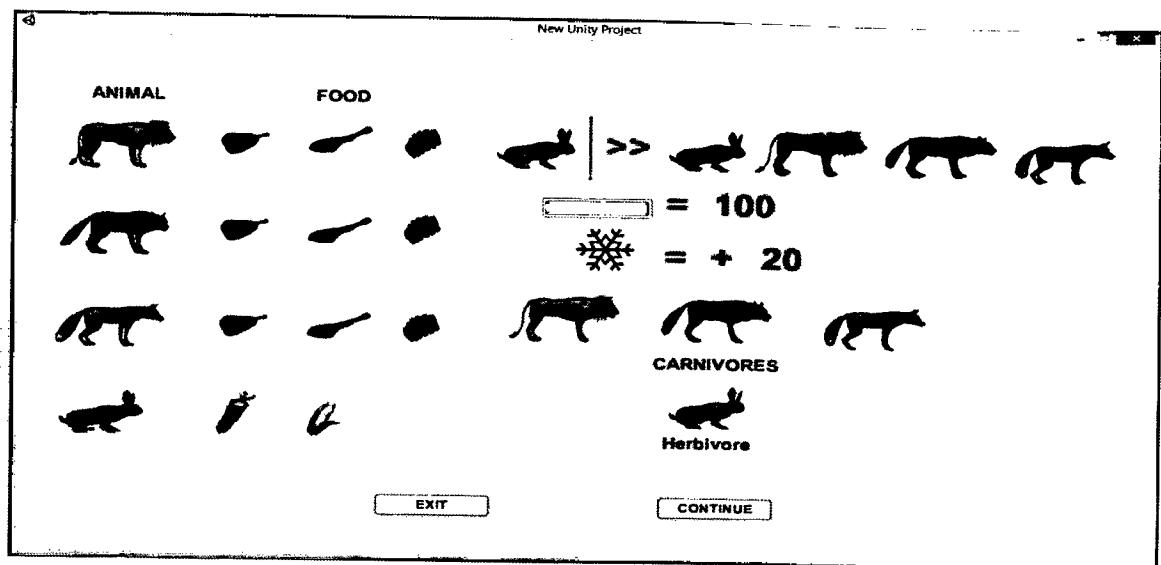 New Unity Project
ANIMAL FOOD
>>
= 100
= + 20
CARNIVORES
Herbivore
EXIT CONTINUE